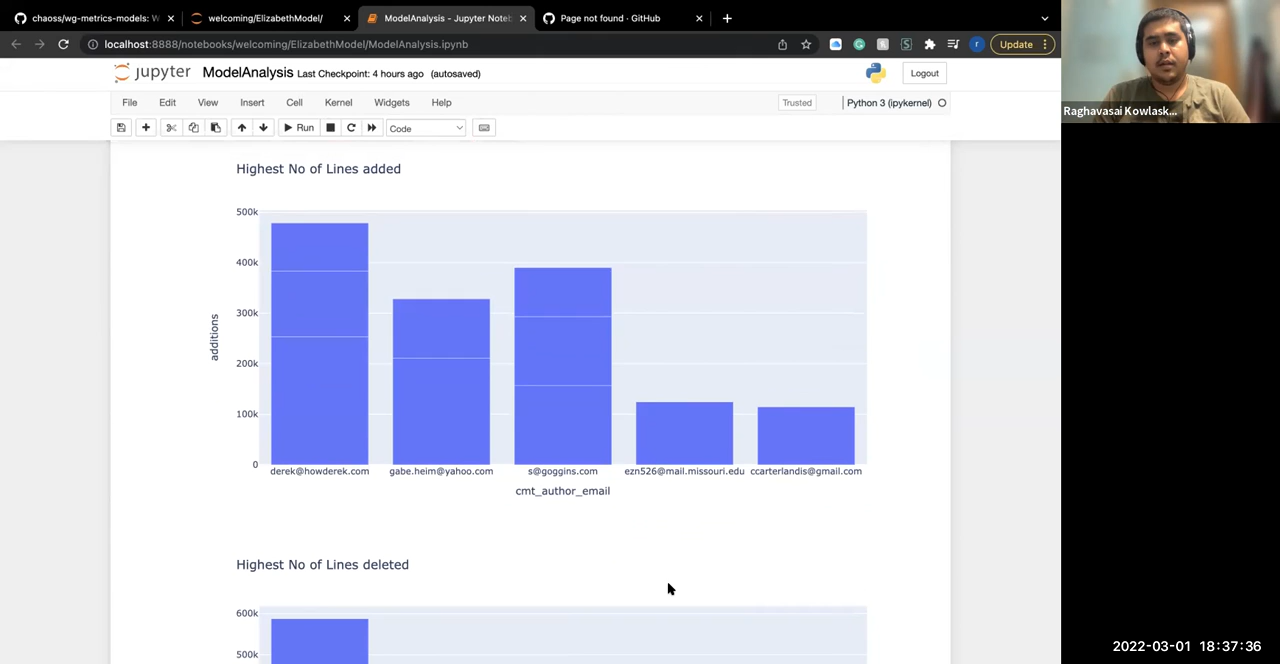 chaoss/wg-metrics-models: W
welcoming/ElizabethModel/
ModelAnalysis - Jupyter Noteb
Page not found · GitHub
localhost:8888/notebooks/welcoming/ElizabethModel/ModelAnalysis.ipynb
Update
Raghavasai Kowlask...
jupyter ModelAnalysis Last Checkpoint: 4 hours ago (autosaved)
Logout
File Edit View Insert Cell Kernel Widgets Help
Trusted
Python 3 (ipykernel)
Run
Code
Highest No of Lines added
500k
400k
300k
200k
100k
0
additions
derek@howderek.com gabe.heim@yahoo.com s@goggins.com ezn526@mail.missouri.edu ccarterlandis@gmail.com
cmt_author_email
Highest No of Lines deleted
600k
500k
2022-03-01 18:37:36